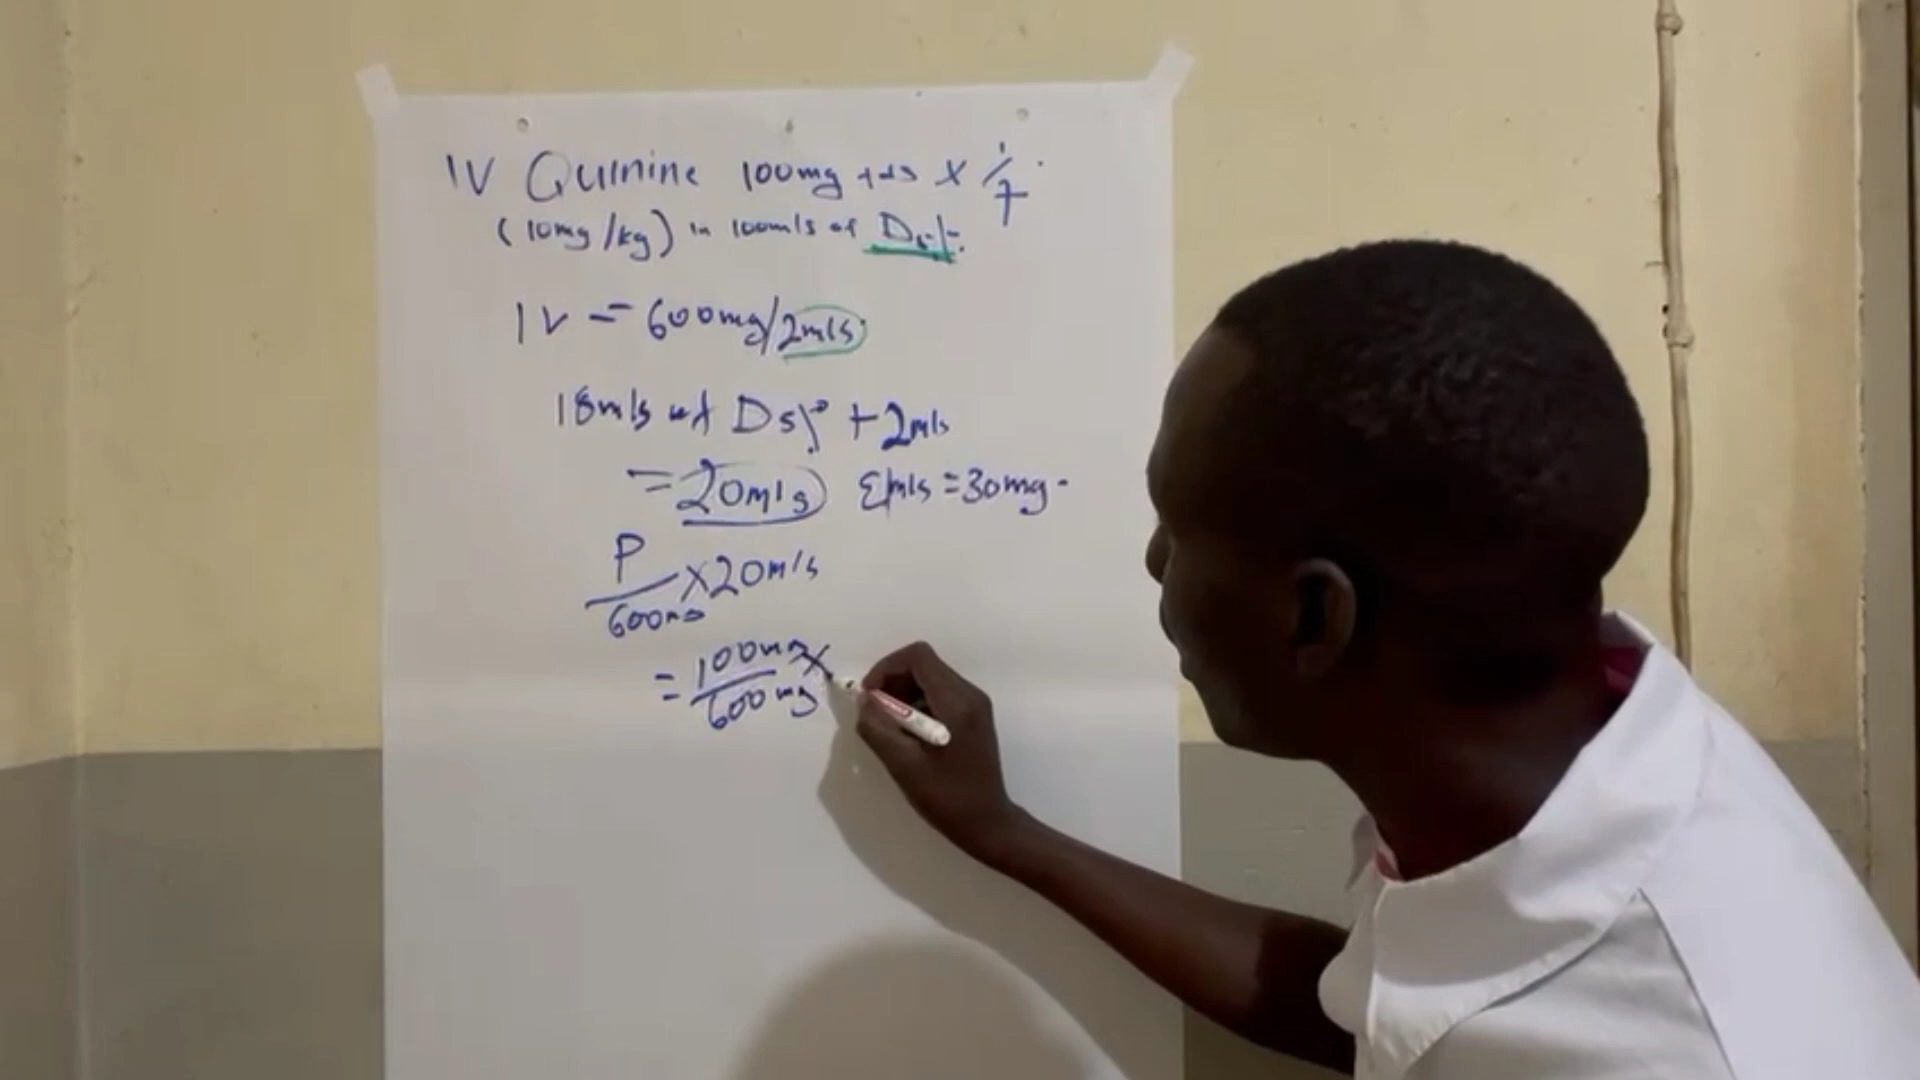 IV Quinine 100mg tds x 1/7
(10mg/kg) in 100mls of D5%.
IV = 600mg/2mls
18mls of D5% + 2mls
= 20mls 1mls = 30mg.
P/600mg x 20mls
= 100mg/600mg x